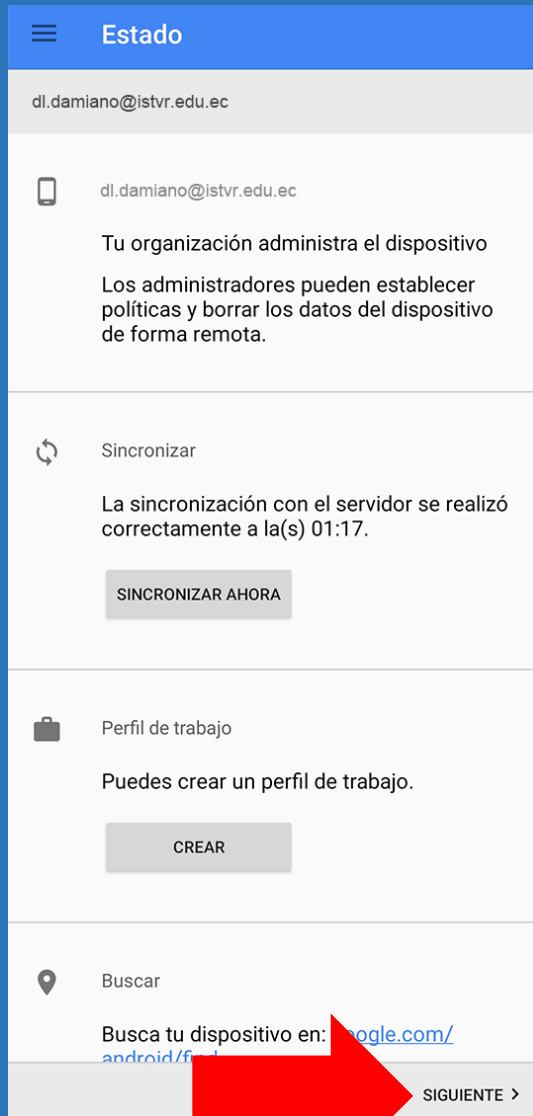 Estado
dl.damiano@istvr.edu.ec
dl.damiano@istvr.edu.ec
Tu organización administra el dispositivo
Los administradores pueden establecer
políticas y borrar los datos del dispositivo
de forma remota.
Sincronizar
La sincronización con el servidor se realizó
correctamente a la(s) 01:17.
SINCRONIZAR AHORA
Perfil de trabajo
Puedes crear un perfil de trabajo.
CREAR
Buscar
Busca tu dispositivo en: oogle.com/
android/find
SIGUIENTE >